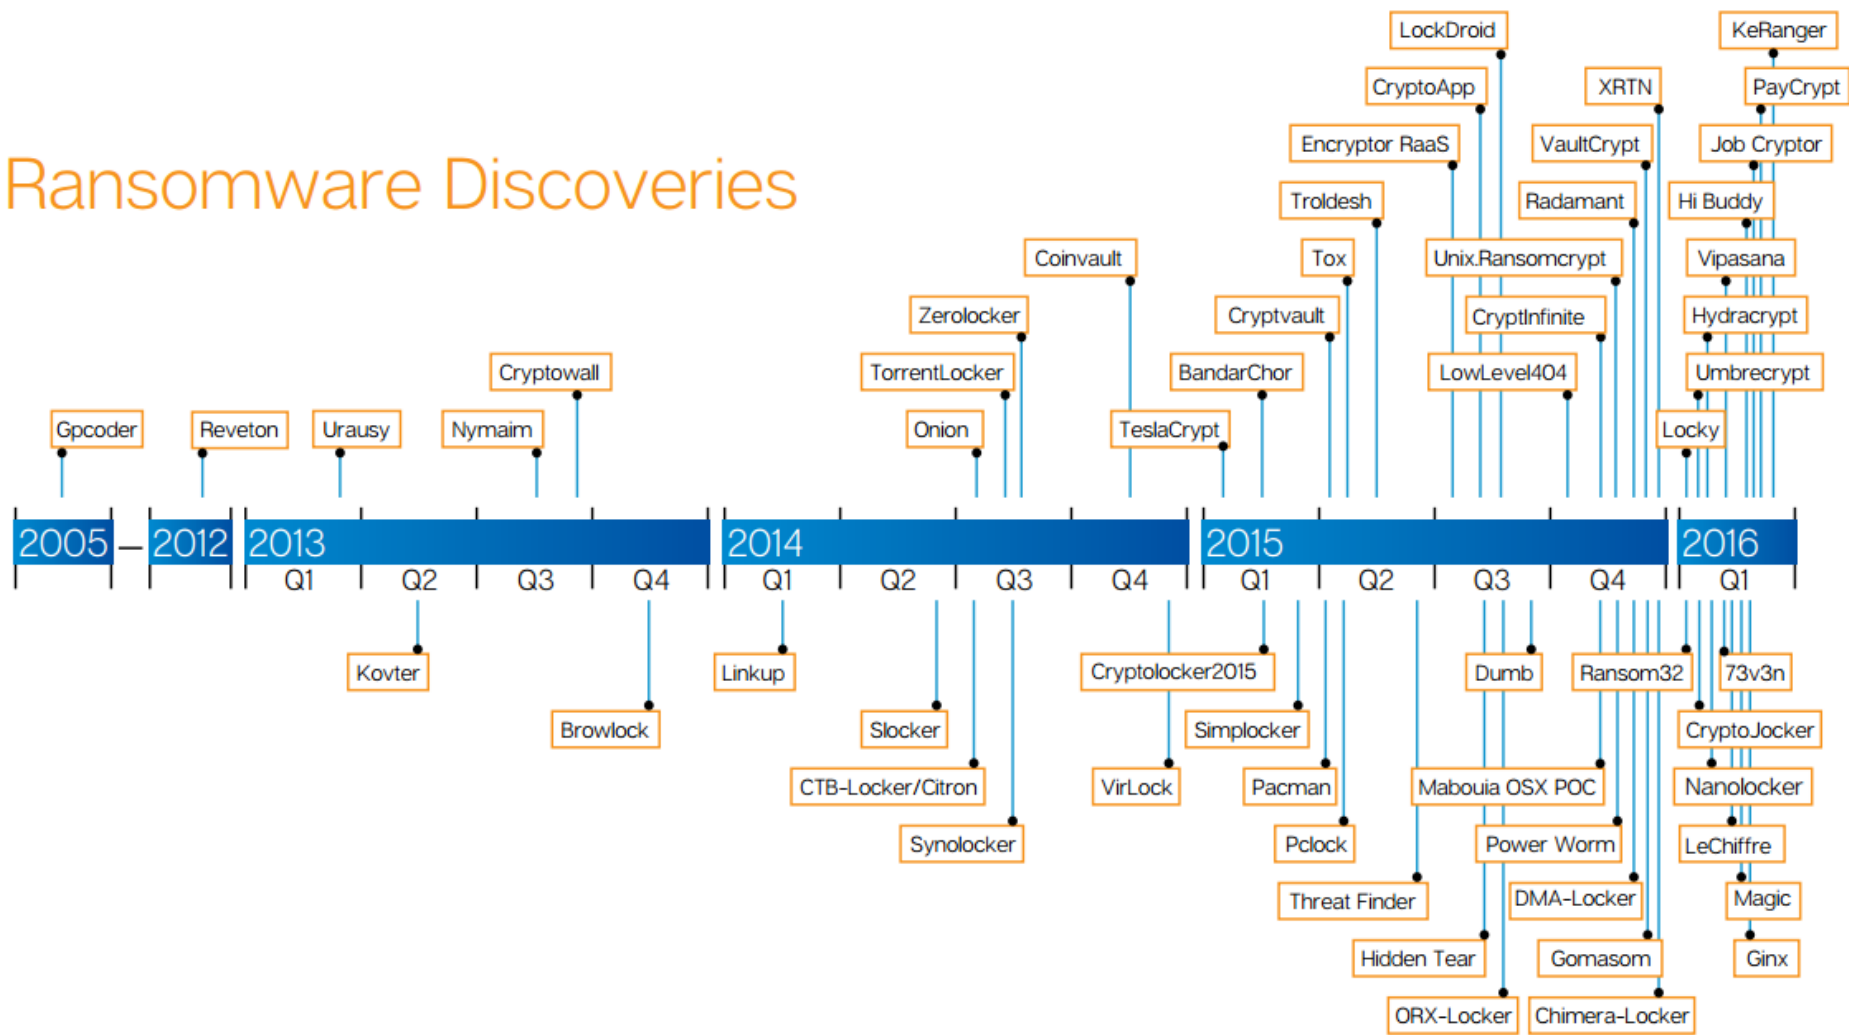 LockDroid
KeRanger
CryptoApp
XRTN
PayCrypt
Encryptor RaaS
VaultCrypt
Job Cryptor
Ransomware Discoveries
Troldesh
Radamant
Hi Buddy
Coinvault
Tox
Unix.Ransomcrypt
Vipasana
Zerolocker
Cryptvault
CryptInfinite
Hydracrypt
Cryptowall
TorrentLocker
BandarChor
LowLevel404
Umbrecrypt
Gpcoder
Reveton
Urausy
Nymaim
Onion
TeslaCrypt
Locky
2005
2012
2013
2014
2015
2016
Q1
Q2
Q3
Q4
Q1
Q2
Q3
Q4
Q1
Q2
Q3
Q4
Q1
Kovter
Linkup
Cryptolocker2015
Dumb
Ransom32
73v3n
Browlock
Slocker
Simplocker
CryptoJocker
CTB-Locker/Citron
VirLock
Pacman
Mabouia OSX POC
Nanolocker
Synolocker
Pclock
Power Worm
LeChiffre
Threat Finder
DMA-Locker
Magic
Hidden Tear
Gomasom
Ginx
ORX-Locker
Chimera-Locker